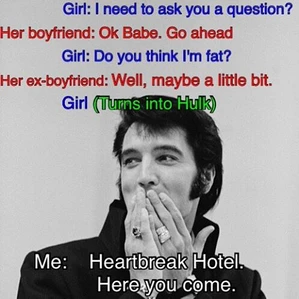 Girl: I need to ask you a question?
Her boyfriend: Ok Babe. Go ahead
Girl: Do you think I'm fat?
Her ex-boyfriend: Well, maybe a little bit.
Girl (Turns into Hulk)
Me: Heartbreak Hotel.
Here you come.